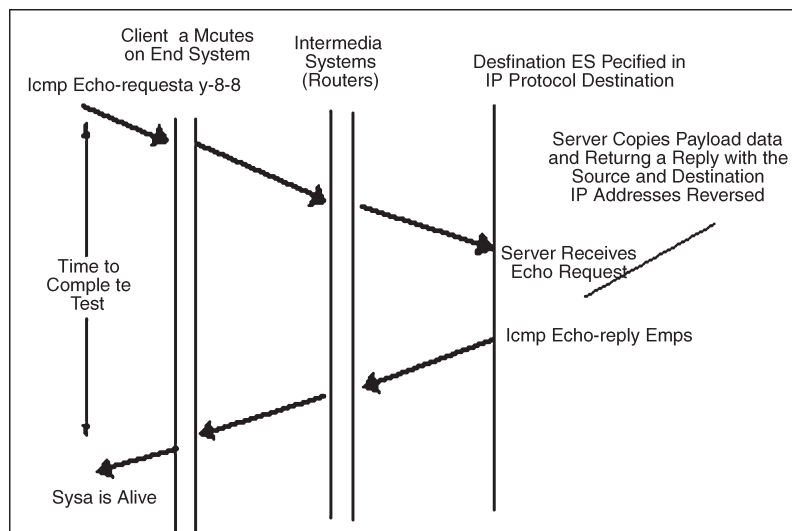 Client a Mcutes
on End System
Intermedia
Systems
(Routers)
Desfination ES Pecified in
IP Protocol Destination
Icmp Echo-requesta y-8-8
Server Copies Payload data
and Returng a Reply with the
Source and Destination
IP Addresses Reversed
Server Receives
Echo Request
Time to
Comple te
Test
Icmp Echo-reply Emps
Sysa is Alive